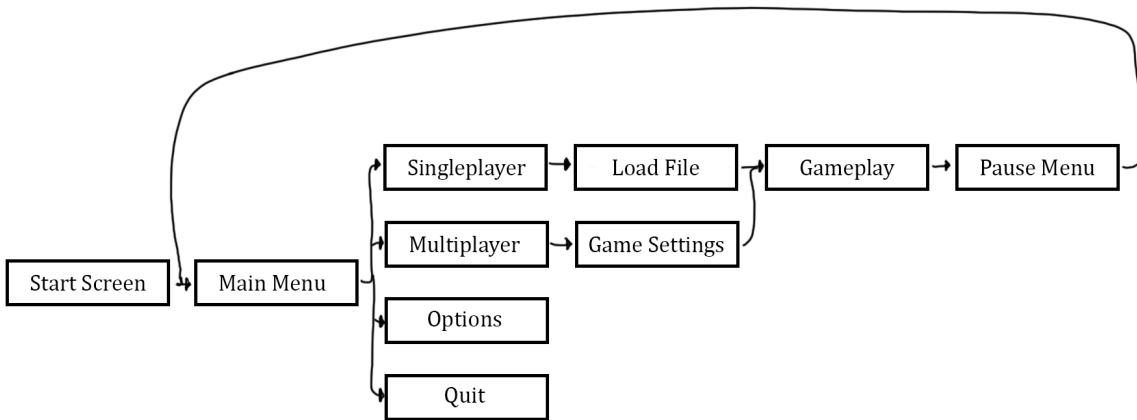 Singleplayer
Load File
Gameplay
Pause Menu
Multiplayer
Game Settings
Start Screen
Main Menu
Options
Quit